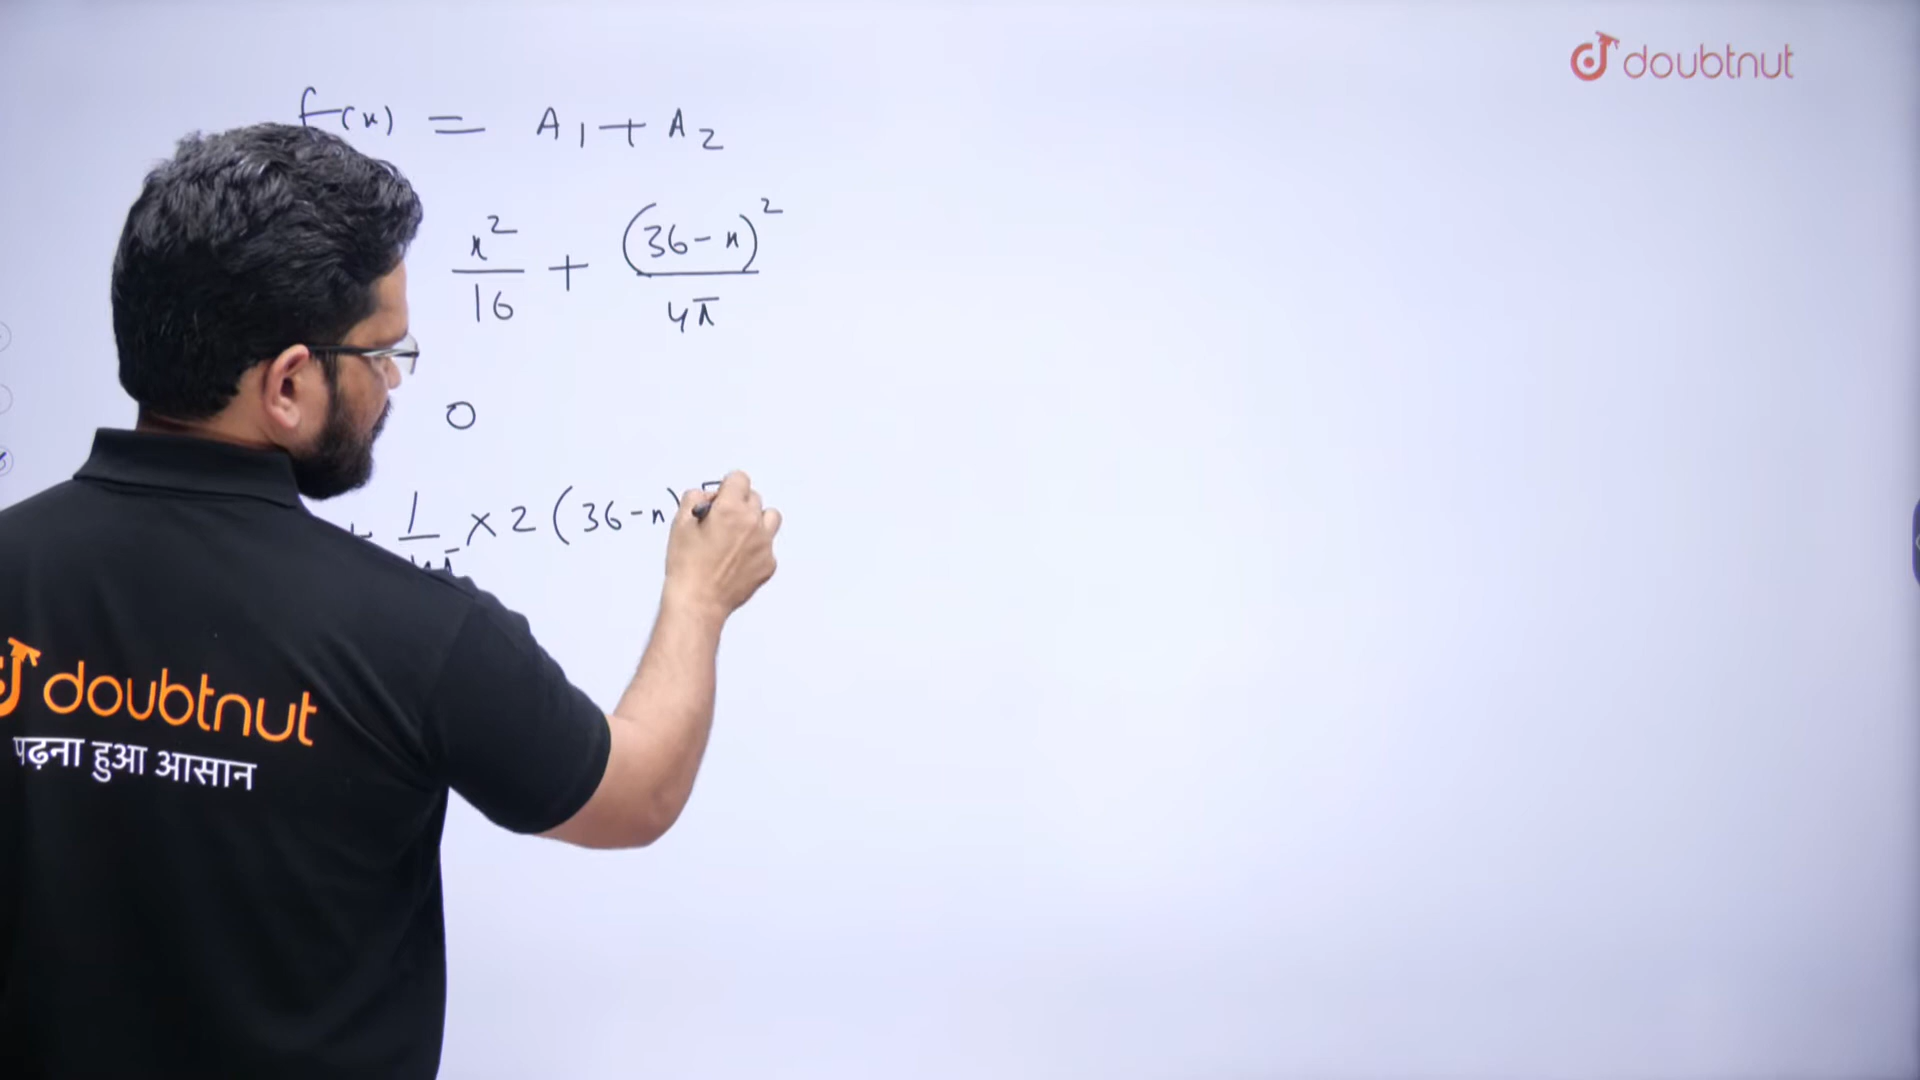 doubtnut
f(x) = A1 + A2
x²/16 + (36-x)²/4π
0
+ 1/4π × 2 (36-x)
doubtnut
पढ़ना हुआ आसान